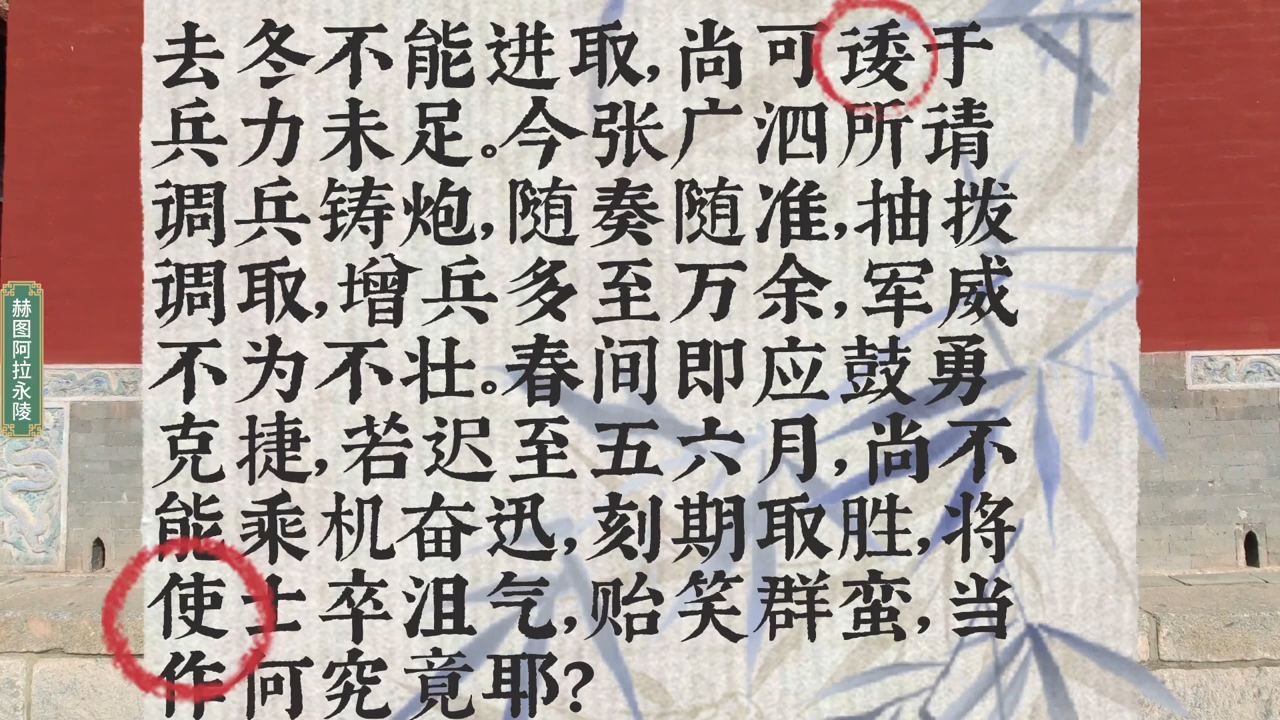 去冬不能进取,尚可诿于
兵力未足。今张广泗所请
调兵铸炮,随奏随准,抽拨
调取,增兵多至万余,军威
不为不壮。春间即应鼓勇
克捷,若迟至五六月,尚不
能乘机奋迅,刻期取胜,将
使士卒沮气,贻笑群蛮,当
作何究竟耶?
赫图阿拉永陵